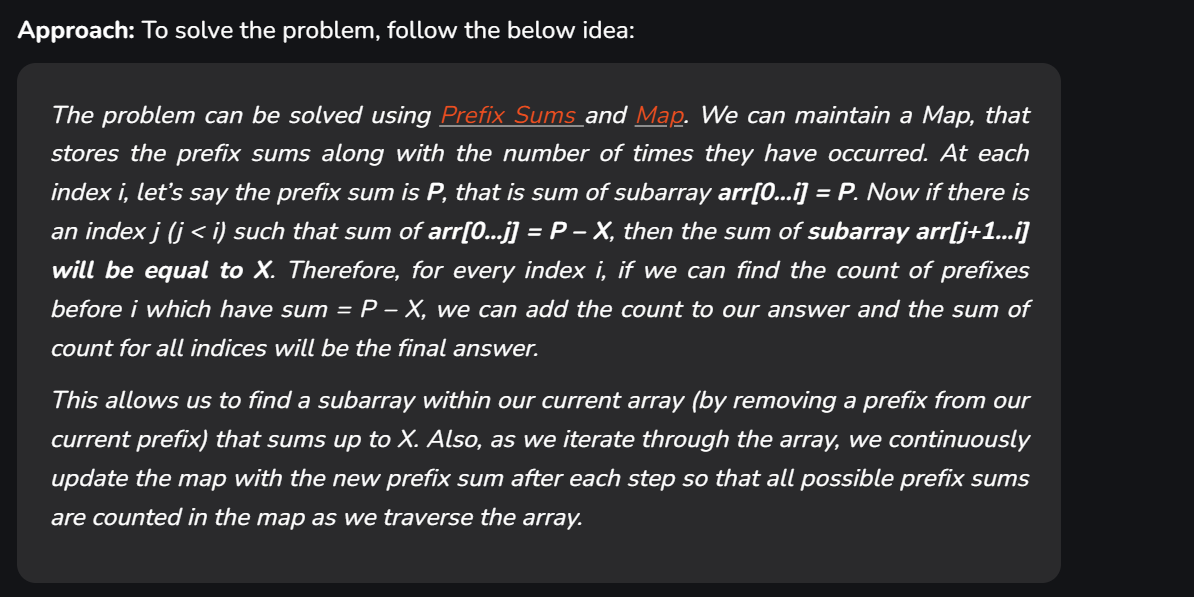 Approach: To solve the problem, follow the below idea:
The problem can be solved using Prefix Sums and Map. We can maintain a Map, that
stores the prefix sums along with the number of times they have occurred. At each
index i, let’s say the prefix sum is P, that is sum of subarray arr[0…i] = P. Now if there is
an index j (j < i) such that sum of arr[0…j] = P – X, then the sum of subarray arr[j+1…i]
will be equal to X. Therefore, for every index i, if we can find the count of prefixes
before i which have sum = P – X, we can add the count to our answer and the sum of
count for all indices will be the final answer.
This allows us to find a subarray within our current array (by removing a prefix from our
current prefix) that sums up to X. Also, as we iterate through the array, we continuously
update the map with the new prefix sum after each step so that all possible prefix sums
are counted in the map as we traverse the array.